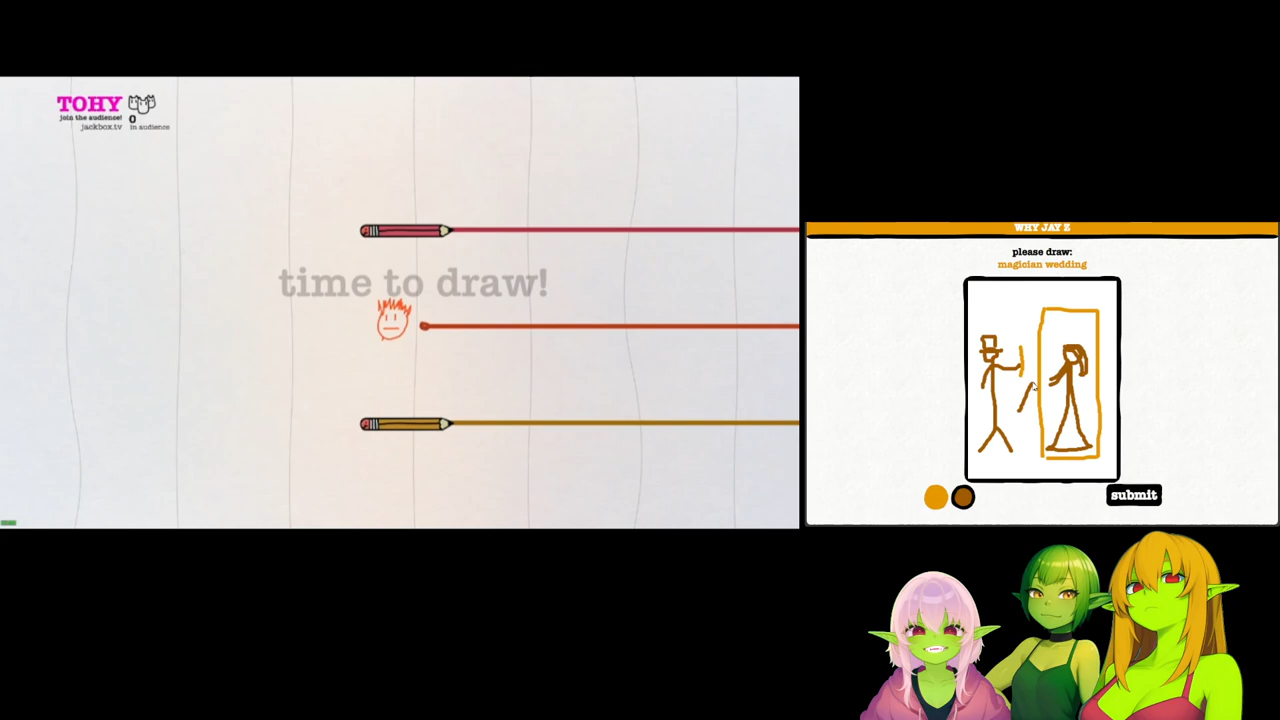 TOHY
join the audience!
jackbox.tv
0
in audience
time to draw!
WHY JAY Z
please draw:
magician wedding
submit